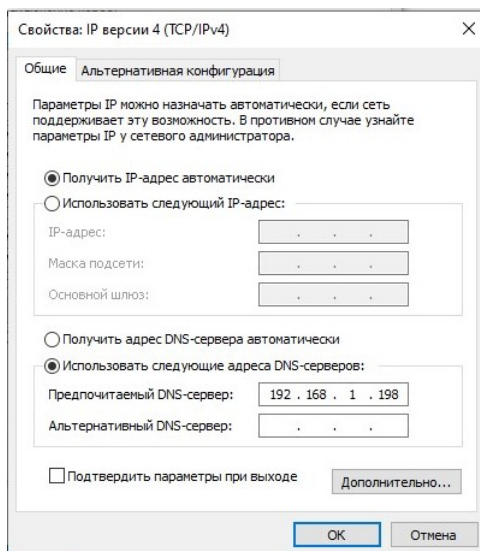 Свойства: IP версии 4 (TCP/IPv4)
Общие
Альтернативная конфигурация
Параметры IP можно назначать автоматически, если сеть
поддерживает эту возможность. В противном случае узнайте
параметры IP у сетевого администратора.
Получить IP-адрес автоматически
Использовать следующий IP-адрес:
IP-адрес:
Маска подсети:
Основной шлюз:
Получить адрес DNS-сервера автоматически
Использовать следующие адреса DNS-серверов:
Предпочитаемый DNS-сервер: 192 . 168 . 1 . 198
Альтернативный DNS-сервер:
Подтвердить параметры при выходе
Дополнительно...
ОК
Отмена